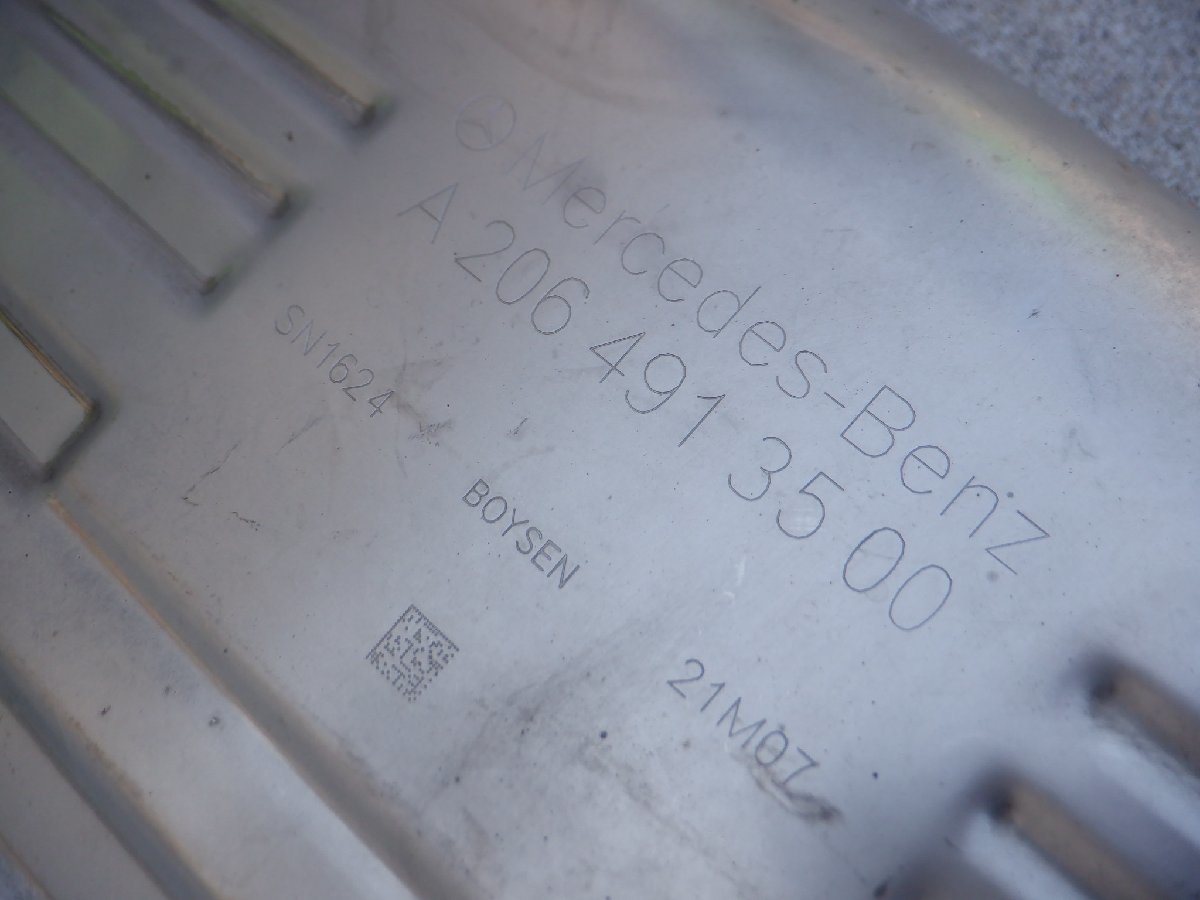 Mercedes-Benz
A 206 491 35 00
SN1624
BOYSEN
21M07